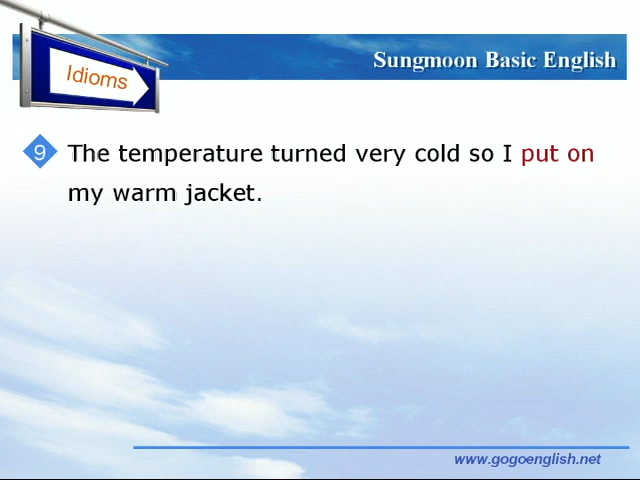 Idioms
Sungmoon Basic English
9 The temperature turned very cold so I put on
my warm jacket.
www.gogoenglish.net